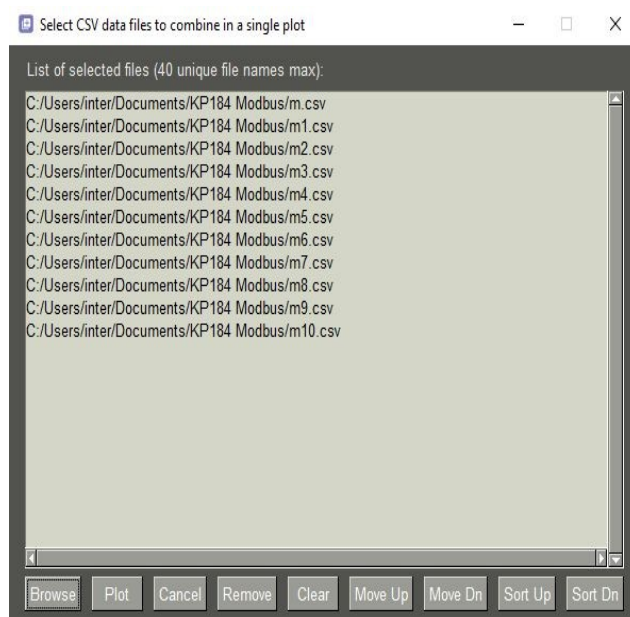 Select CSV data files to combine in a single plot
List of selected files (40 unique file names max):
C:/Users/inter/Documents/KP184 Modbus/m.csv
C:/Users/inter/Documents/KP184 Modbus/m1.csv
C:/Users/inter/Documents/KP184 Modbus/m2.csv
C:/Users/inter/Documents/KP184 Modbus/m3.csv
C:/Users/inter/Documents/KP184 Modbus/m4.csv
C:/Users/inter/Documents/KP184 Modbus/m5.csv
C:/Users/inter/Documents/KP184 Modbus/m6.csv
C:/Users/inter/Documents/KP184 Modbus/m7.csv
C:/Users/inter/Documents/KP184 Modbus/m8.csv
C:/Users/inter/Documents/KP184 Modbus/m9.csv
C:/Users/inter/Documents/KP184 Modbus/m10.csv
Browse Plot Cancel Remove Clear Move Up Move Dn Sort Up Sort Dn